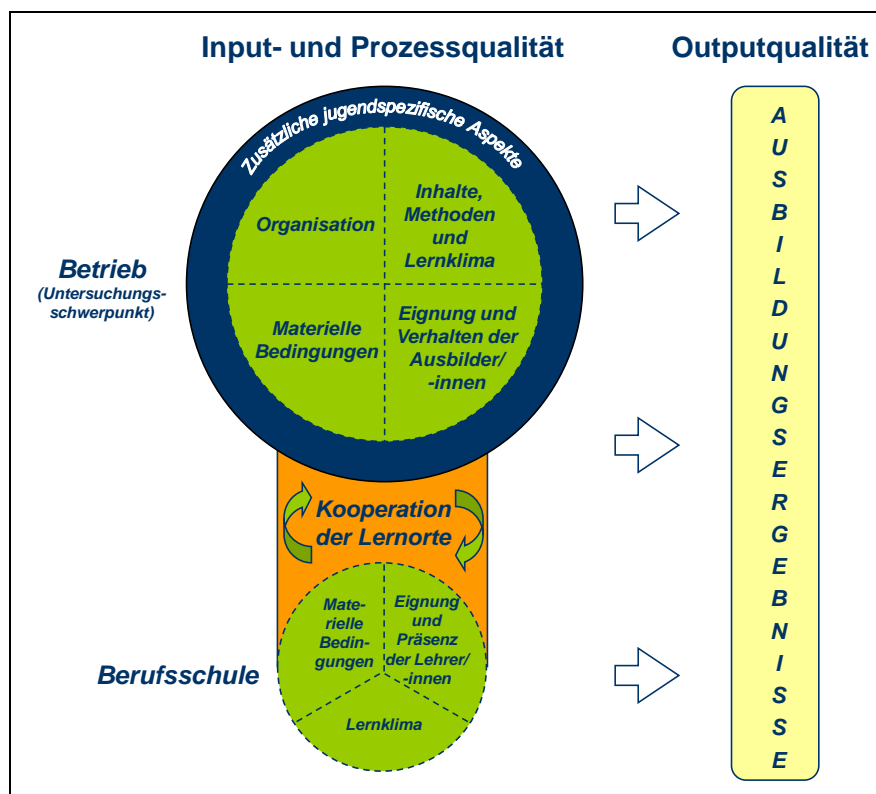 Input- und Prozessqualität
Outputqualität
Zusätzliche jugendspezifische Aspekte
Organisation
Inhalte,
Methoden
und
Lernklima
Betrieb
(Untersuchungs-
schwerpunkt)
Materielle
Bedingungen
Eignung und
Verhalten der
Ausbilder/
-innen
Kooperation
der Lernorte
Berufsschule
Mate-
rielle
Bedin-
gungen
Eignung
und
Präsenz
der Lehrer/
-innen
Lernklima
A
U
S
B
I
L
D
U
N
G
S
E
R
G
E
B
N
I
S
S
E